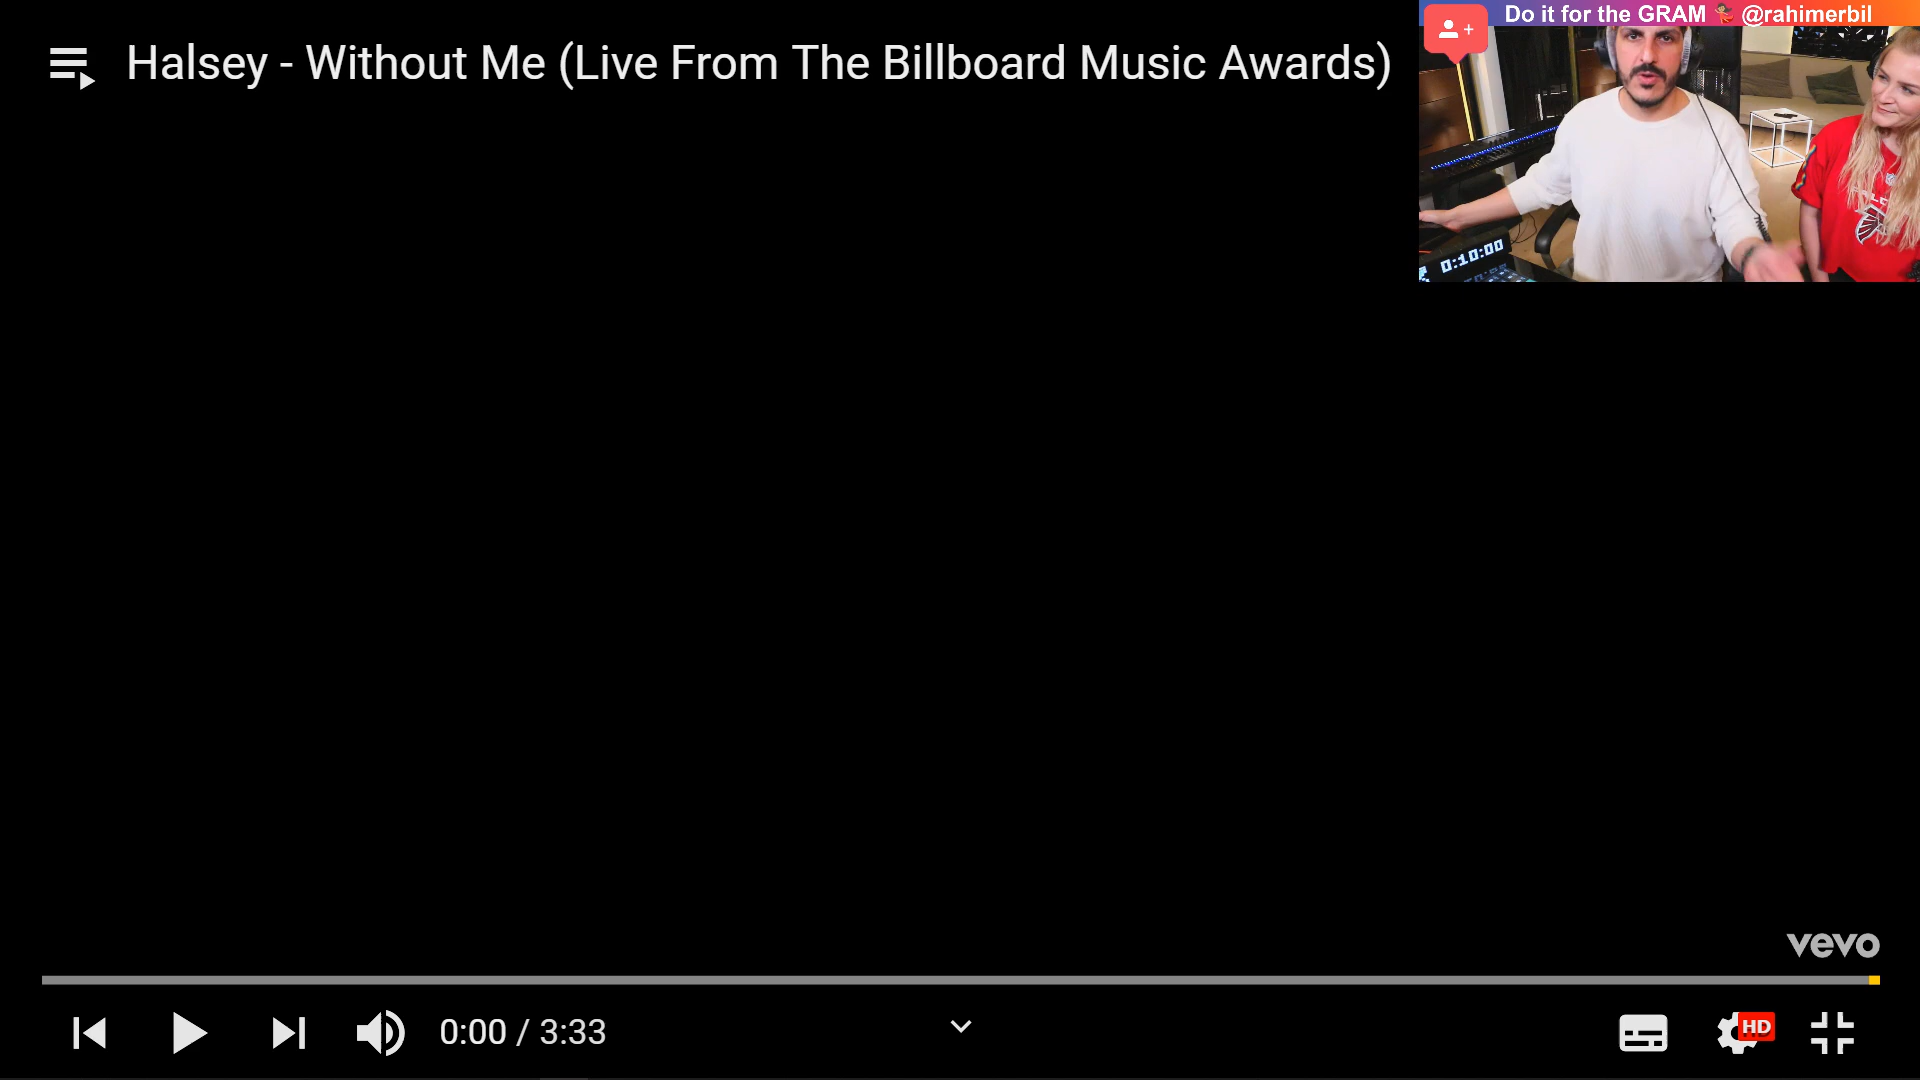 Do it for the GRAM 💃 @rahimerbil
Halsey - Without Me (Live From The Billboard Music Awards)
0:10:00
vevo
0:00 / 3:33
HD